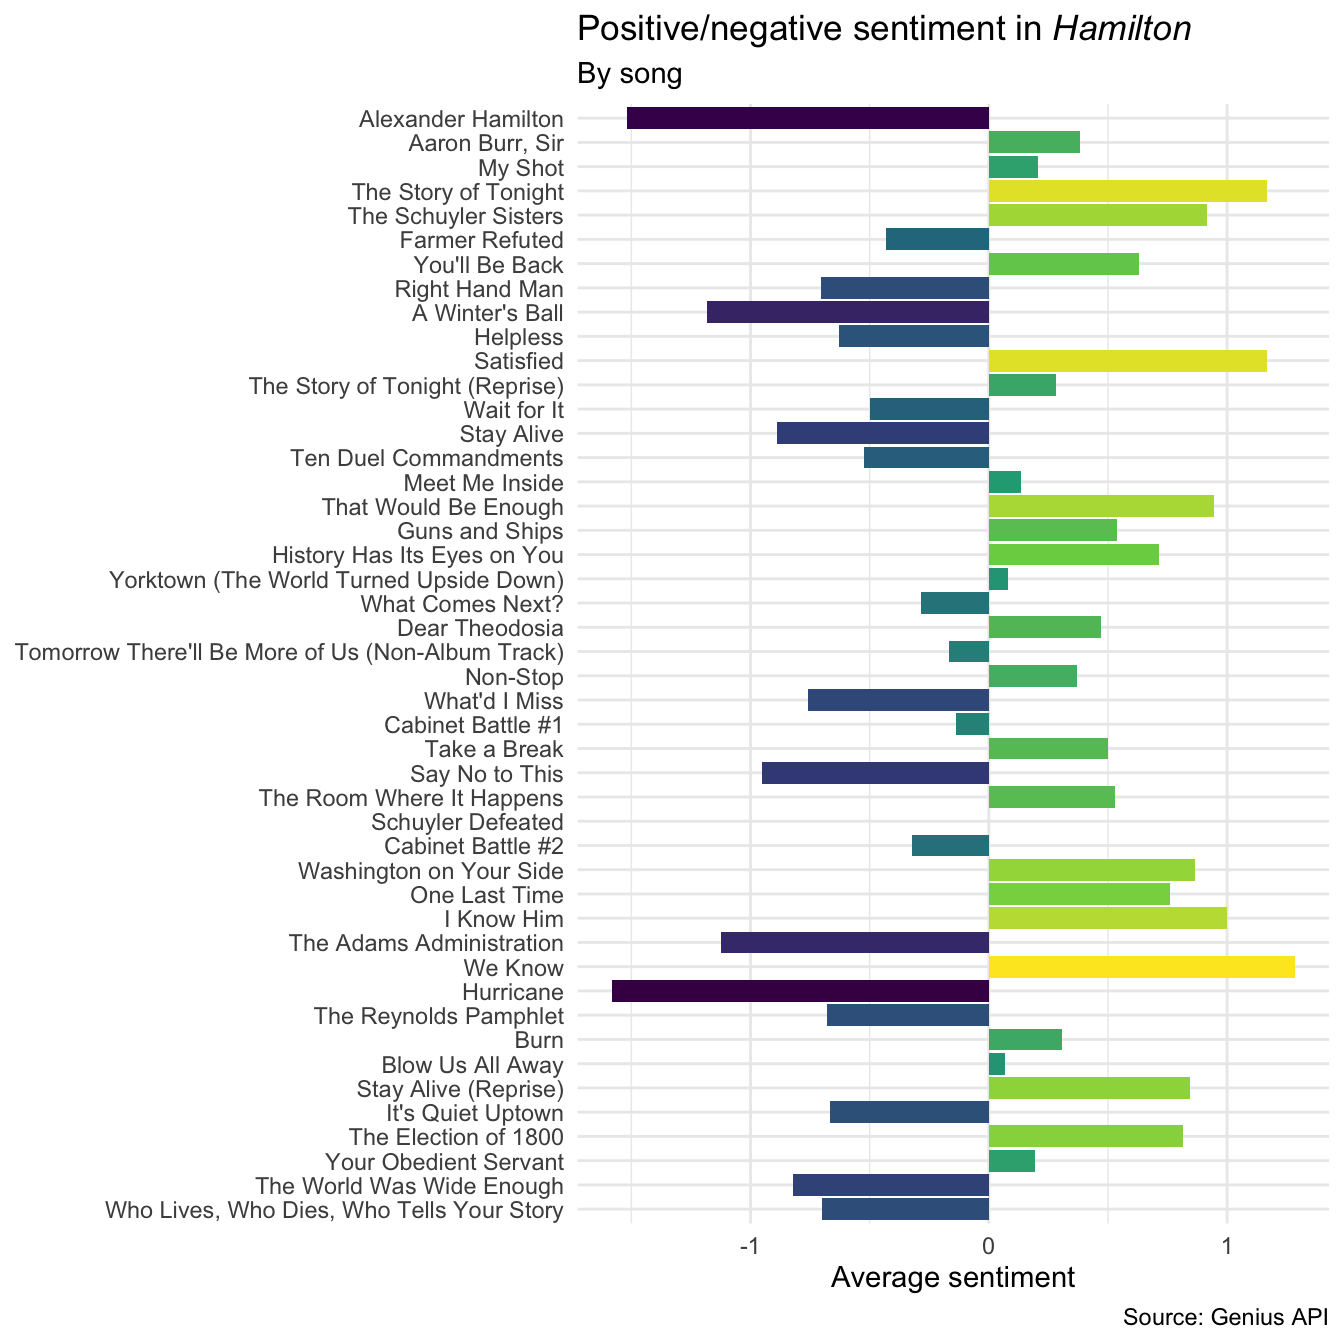 Positive/negative sentiment in Hamilton
By song
Alexander Hamilton
Aaron Burr, Sir
My Shot
The Story of Tonight
The Schuyler Sisters
Farmer Refuted
You'll Be Back
Right Hand Man
A Winter's Ball
Helpless
Satisfied
The Story of Tonight (Reprise)
Wait for It
Stay Alive
Ten Duel Commandments
Meet Me Inside
That Would Be Enough
Guns and Ships
History Has Its Eyes on You
Yorktown (The World Turned Upside Down)
What Comes Next?
Dear Theodosia
Tomorrow There'll Be More of Us (Non-Album Track)
Non-Stop
What'd I Miss
Cabinet Battle #1
Take a Break
Say No to This
The Room Where It Happens
Schuyler Defeated
Cabinet Battle #2
Washington on Your Side
One Last Time
I Know Him
The Adams Administration
We Know
Hurricane
The Reynolds Pamphlet
Burn
Blow Us All Away
Stay Alive (Reprise)
It's Quiet Uptown
The Election of 1800
Your Obedient Servant
The World Was Wide Enough
Who Lives, Who Dies, Who Tells Your Story
-1 0 1
Average sentiment
Source: Genius API